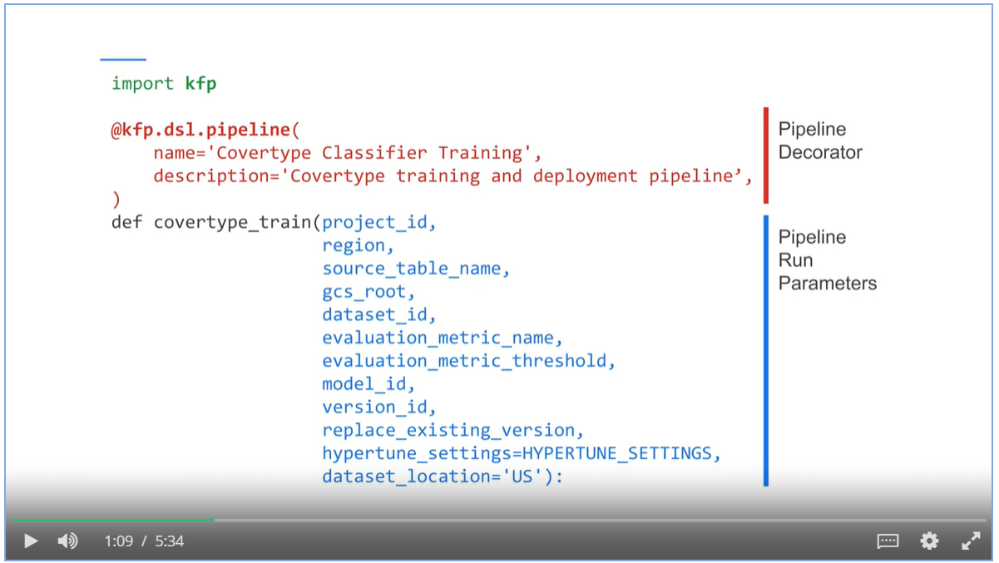 import kfp
@kfp.dsl.pipeline(
    name='Covertype Classifier Training',
    description='Covertype training and deployment pipeline’,
)
Pipeline
Decorator
def covertype_train(project_id,
                    region,
                    source_table_name,
                    gcs_root,
                    dataset_id,
                    evaluation_metric_name,
                    evaluation_metric_threshold,
                    model_id,
                    version_id,
                    replace_existing_version,
                    hypertune_settings=HYPERTUNE_SETTINGS,
                    dataset_location='US'):
Pipeline
Run
Parameters
1:09 / 5:34